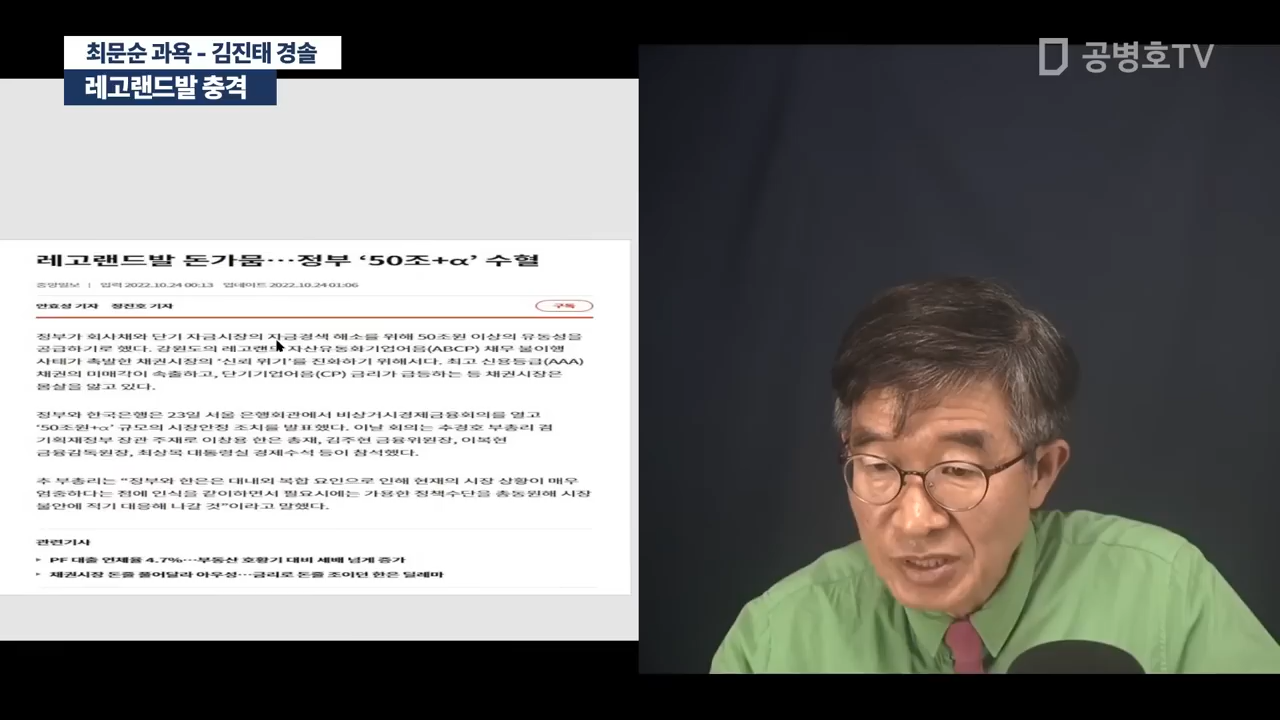 최문순 과욕 - 김진태 경솔
레고랜드발 충격
공병호TV
레고랜드발 돈가뭄…정부 ‘50조+α’ 수혈
중앙일보 | 입력 2022.10.24 00:13 업데이트 2022.10.24 01:06
안효성 기자 정진호 기자
구독
정부가 회사채와 단기 자금시장의 자금경색 해소를 위해 50조원 이상의 유동성을
공급하기로 했다. 강원도의 레고랜드 자산유동화기업어음(ABCP) 채무 불이행
사태가 촉발한 채권시장의 ‘신뢰 위기’를 진화하기 위해서다. 최고 신용등급(AAA)
채권의 미매각이 속출하고, 단기기업어음(CP) 금리가 급등하는 등 채권시장은
몸살을 앓고 있다.
정부와 한국은행은 23일 서울 은행회관에서 비상거시경제금융회의를 열고
‘50조원+α’ 규모의 시장안정 조치를 발표했다. 이날 회의는 추경호 부총리 겸
기획재정부 장관 주재로 이창용 한은 총재, 김주현 금융위원장, 이복현
금융감독원장, 최상목 대통령실 경제수석 등이 참석했다.
추 부총리는 “정부와 한은은 대내외 복합 요인으로 인해 현재의 시장 상황이 매우
엄중하다는 점에 인식을 같이하면서 필요시에는 가용한 정책수단을 총동원해 시장
불안에 적기 대응해 나갈 것”이라고 말했다.
관련기사
PF 대출 연체율 4.7%…부동산 호황기 대비 세배 넘게 증가
채권시장 돈줄 풀어달라 아우성…금리로 돈줄 조이던 한은 딜레마